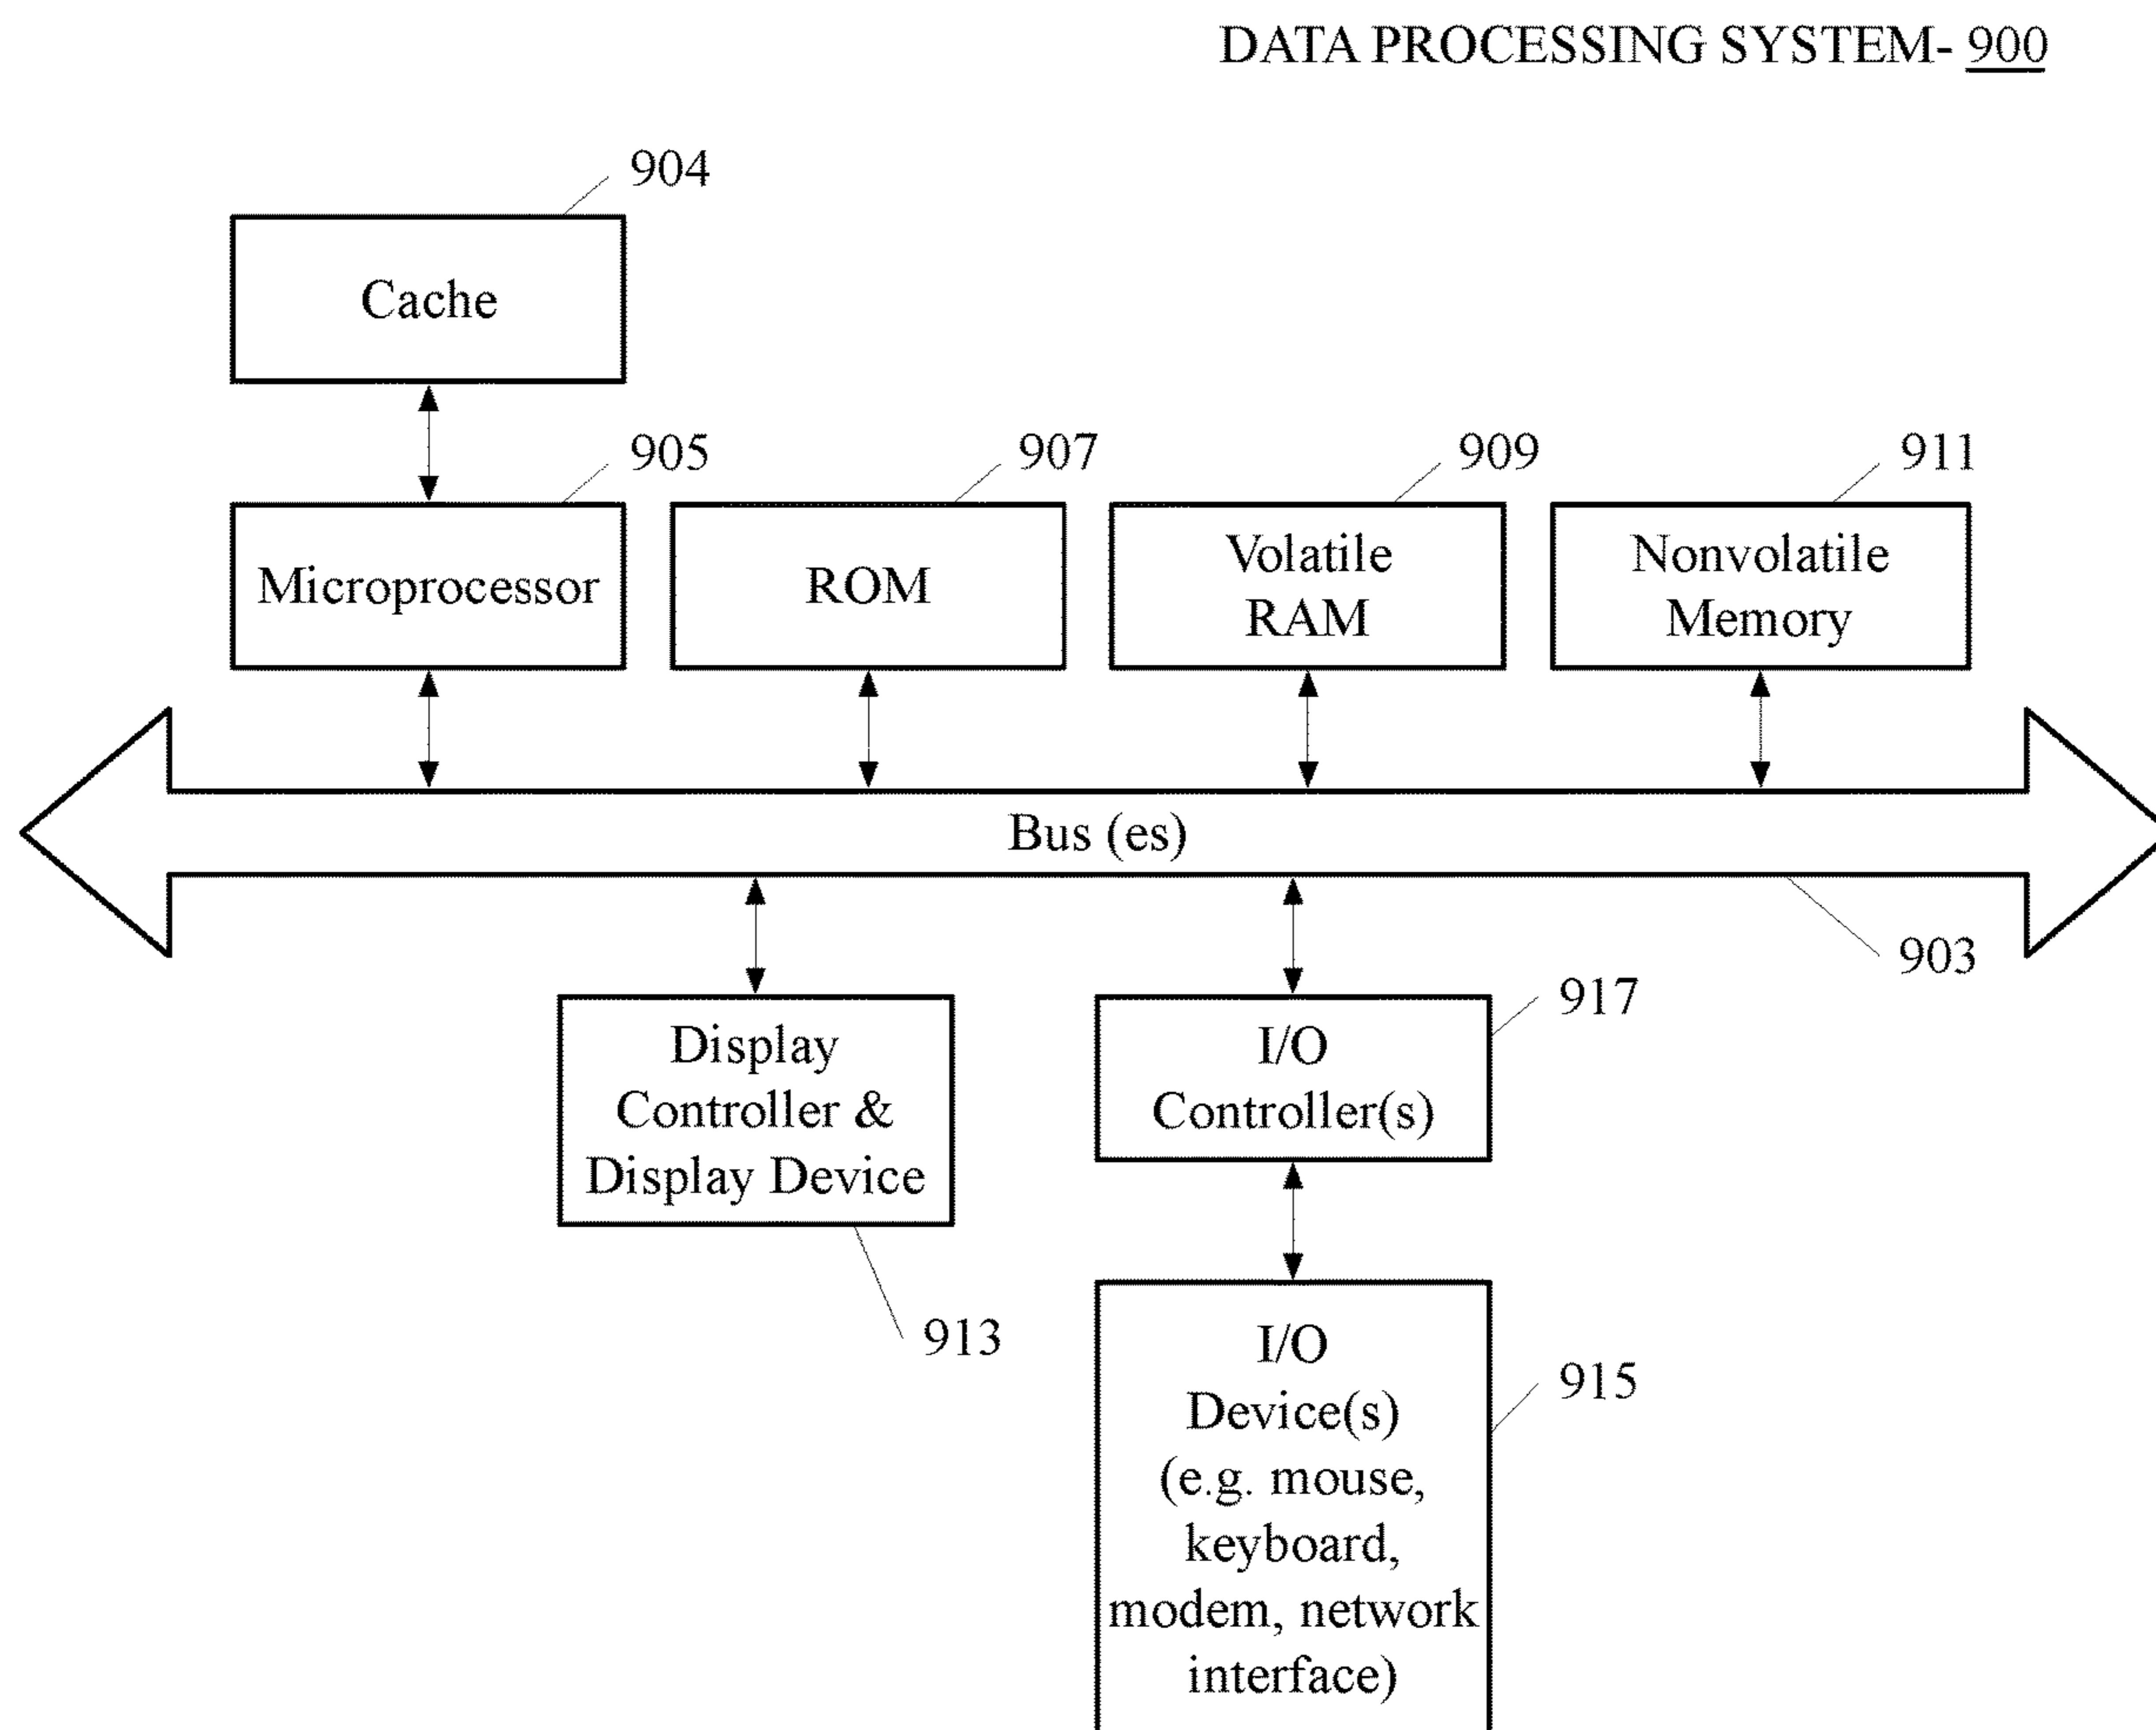 DATA PROCESSING SYSTEM- 900
904
Cache
905
907
909
911
Microprocessor
ROM
Volatile
RAM
Nonvolatile
Memory
Bus (es)
903
917
Display
Controller &
Display Device
I/O
Controller(s)
913
915
I/O
Device(s)
(e.g. mouse,
keyboard,
modem, network
interface)